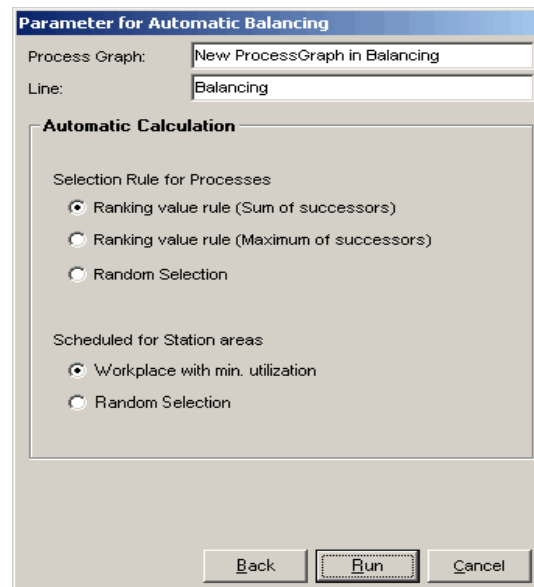 Parameter for Automatic Balancing
Process Graph: New ProcessGraph in Balancing
Line: Balancing
Automatic Calculation
Selection Rule for Processes
Ranking value rule (Sum of successors)
Ranking value rule (Maximum of successors)
Random Selection
Scheduled for Station areas
Workplace with min. utilization
Random Selection
Back Run Cancel